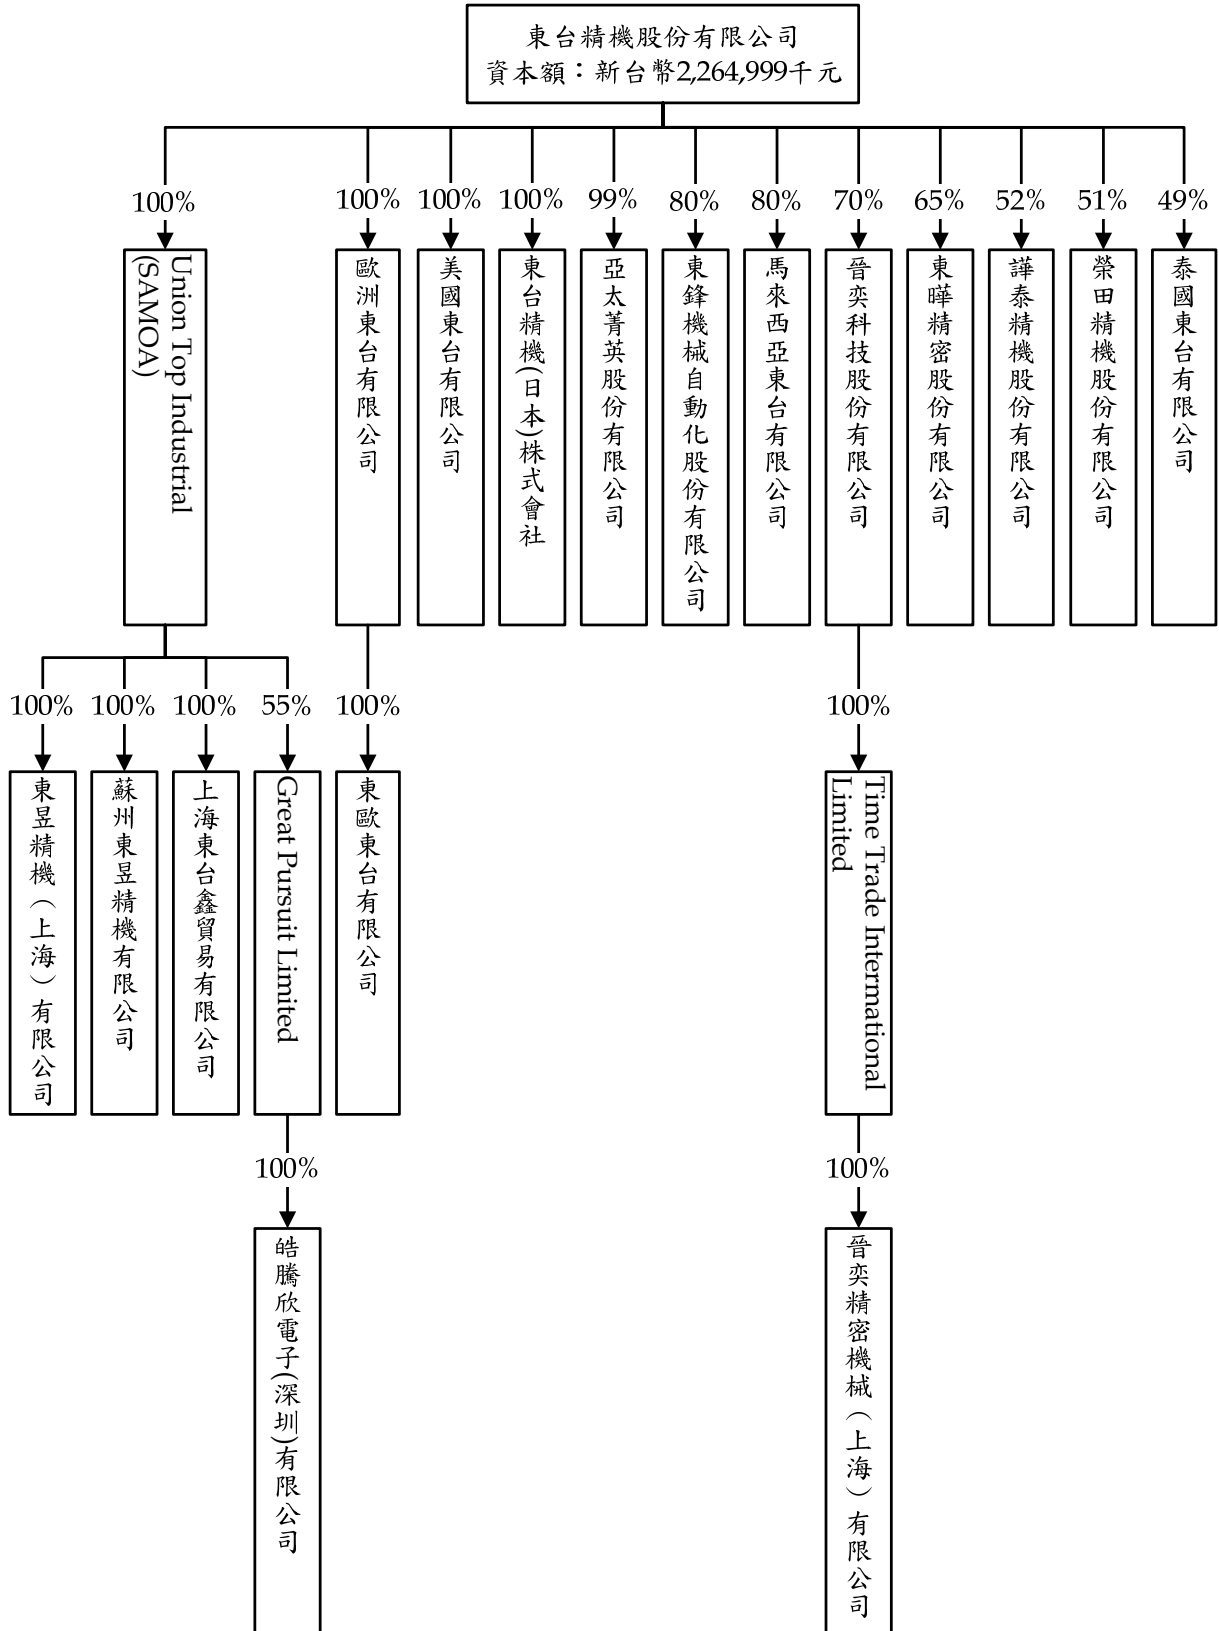 東台精機股份有限公司
資本額：新台幣2,264,999千元
100%
100%
100%
100%
99%
80%
80%
70%
65%
52%
51%
49%
Union Top Industrial
(SAMOA)
歐洲東台有限公司
美國東台有限公司
東台精機(日本)株式會社
亞太菁英股份有限公司
東鋒機械自動化股份有限公司
馬來西亞東台有限公司
晉奕科技股份有限公司
東曄精密股份有限公司
譁泰精機股份有限公司
榮田精機股份有限公司
泰國東台有限公司
100%
100%
100%
55%
100%
100%
東昱精機（上海）有限公司
蘇州東昱精機有限公司
上海東台鑫貿易有限公司
Great Pursuit Limited
東歐東台有限公司
Time Trade Intermational
Limited
100%
100%
皓騰欣電子(深圳)有限公司
晉奕精密機械（上海）有限公司